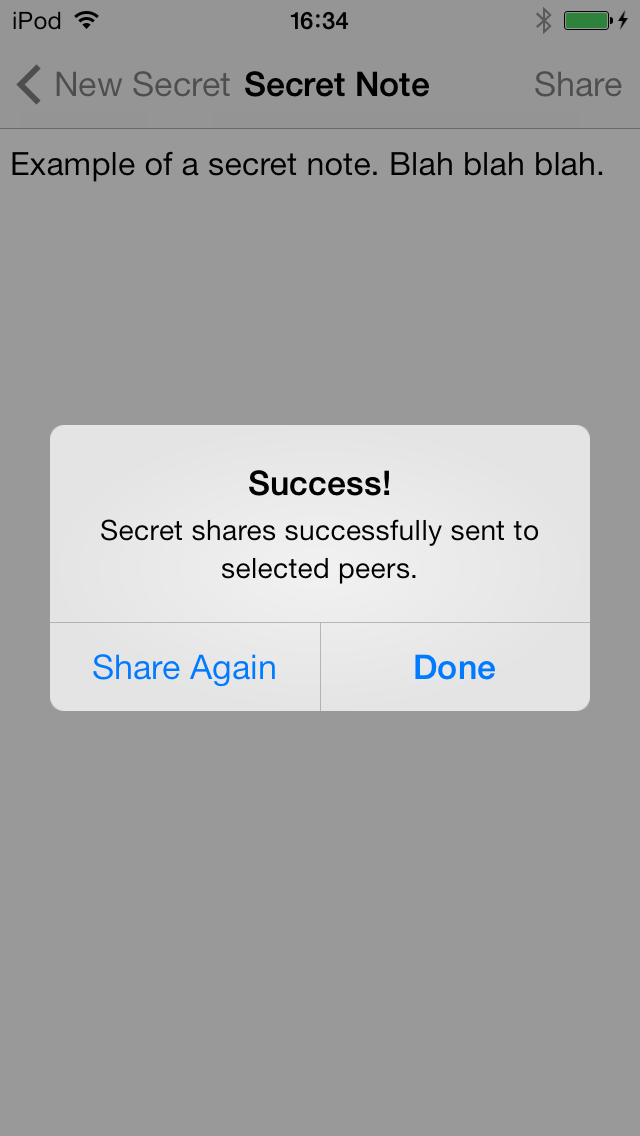 iPod 16:34
New Secret Secret Note Share
Example of a secret note. Blah blah blah.
Success!
Secret shares successfully sent to
selected peers.
Share Again Done